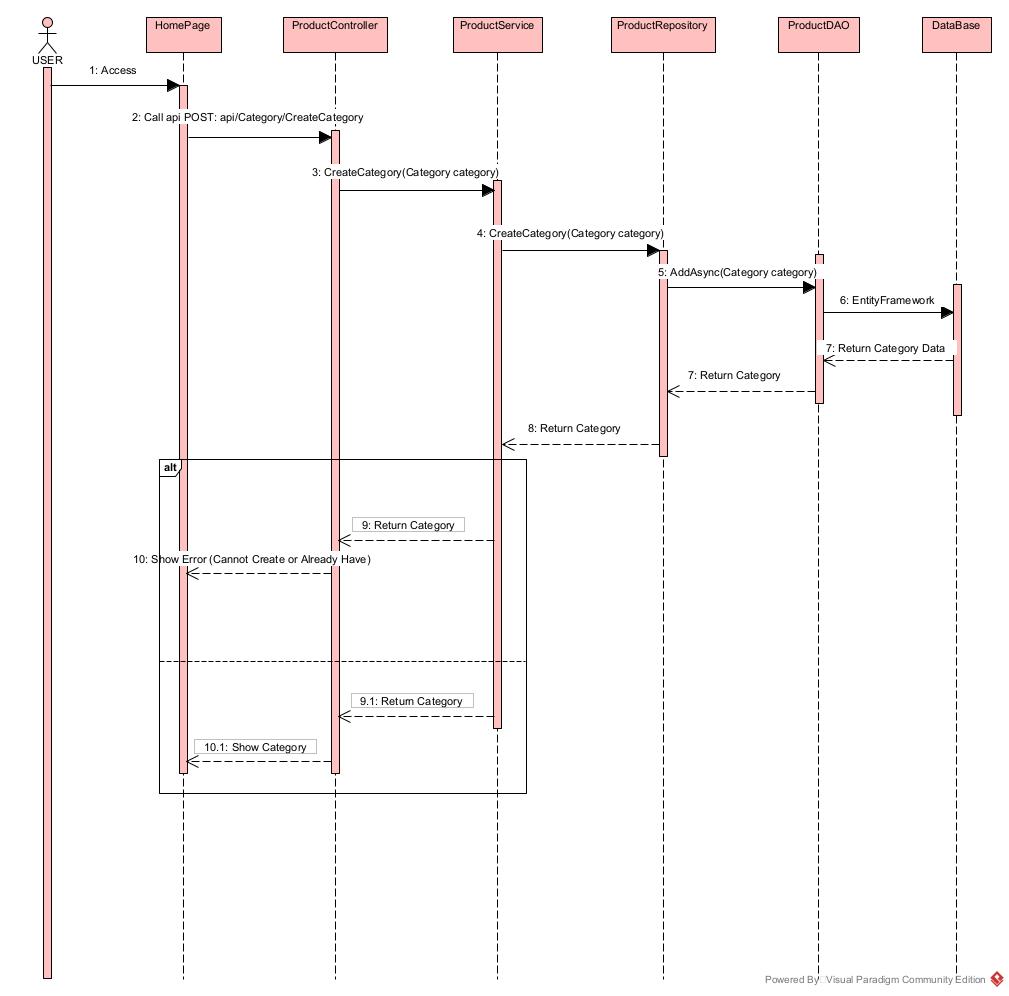 HomePage
ProductController
ProductService
ProductRepository
ProductDAO
DataBase
USER
1: Access
2: Call api POST: api/Category/CreateCategory
3: CreateCategory(Category category)
4: CreateCategory(Category category)
5: AddAsync(Category category)
6: EntityFramework
7: Return Category Data
7: Return Category
8: Return Category
alt
9: Return Category
10: Show Error (Cannot Create or Already Have)
9.1: Return Category
10.1: Show Category
Powered By Visual Paradigm Community Edition